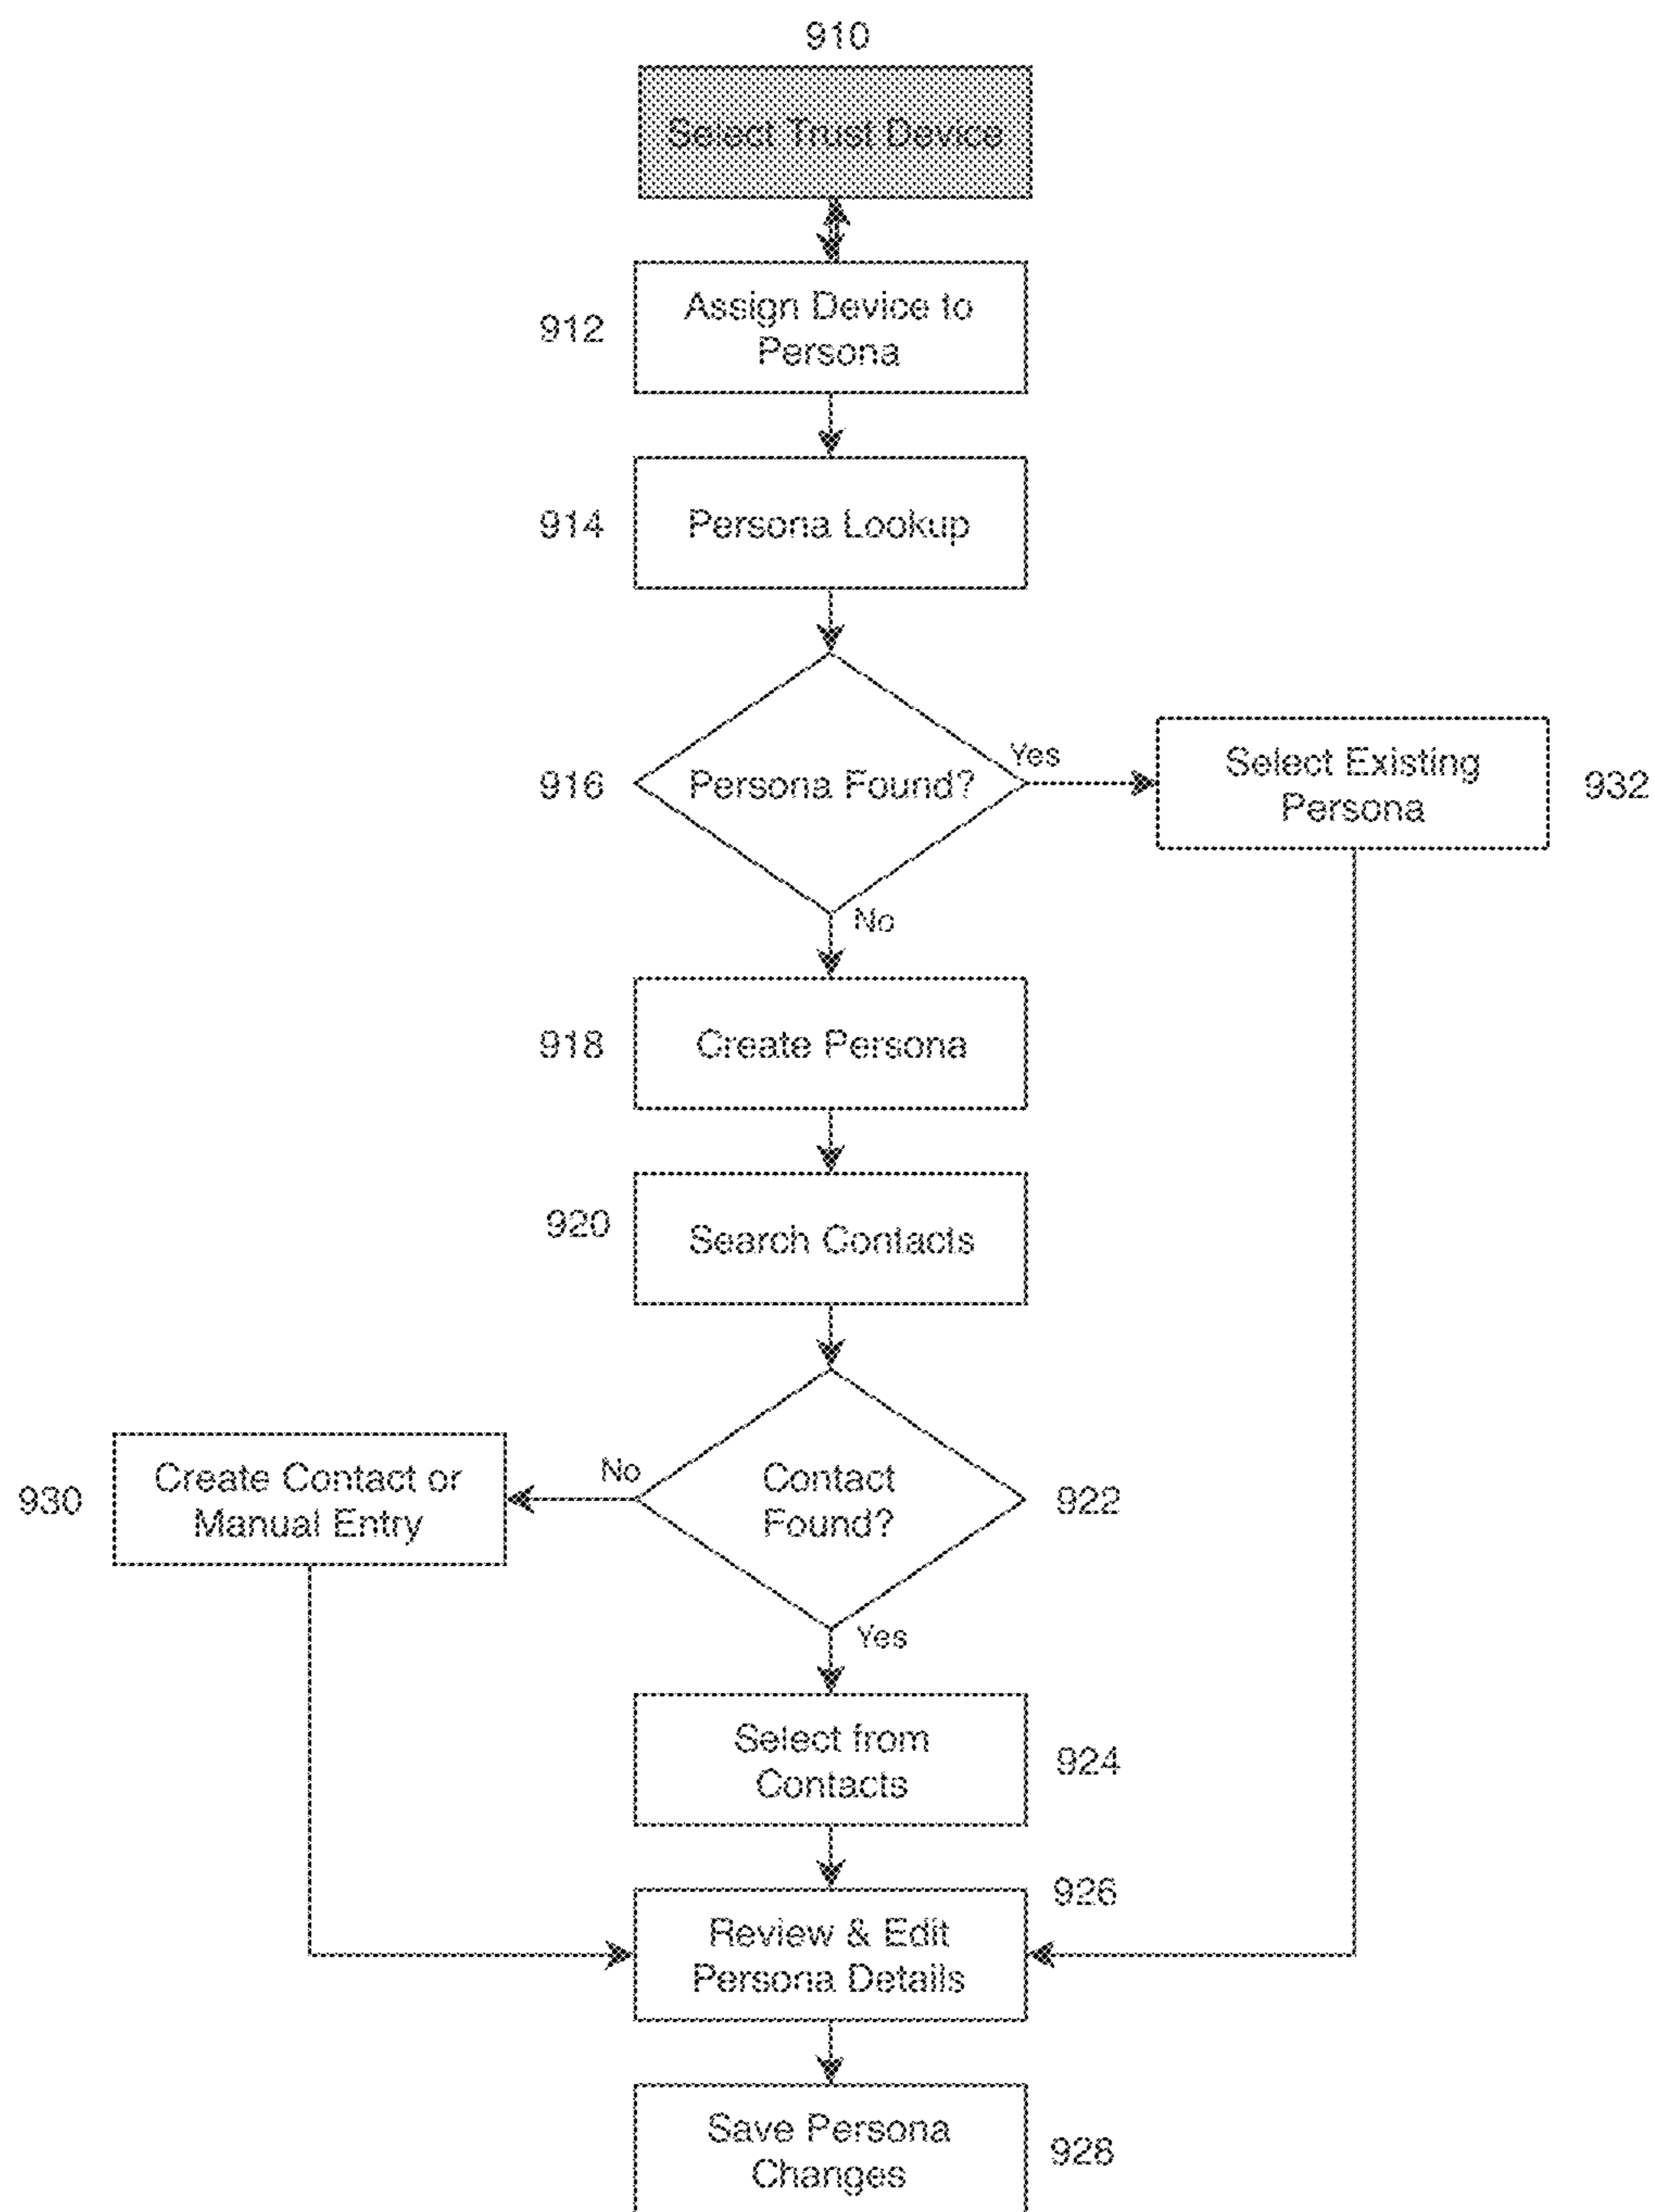 910
Select Trust Device
912
Assign Device to
Persona
914
Persona Lookup
916
Persona Found?
Yes
Select Existing
Persona
932
No
918
Create Persona
920
Search Contacts
930
Create Contact or
Manual Entry
No
Contact
Found?
922
Yes
Select from
Contacts
924
926
Review & Edit
Persona Details
Save Persona
Changes
928